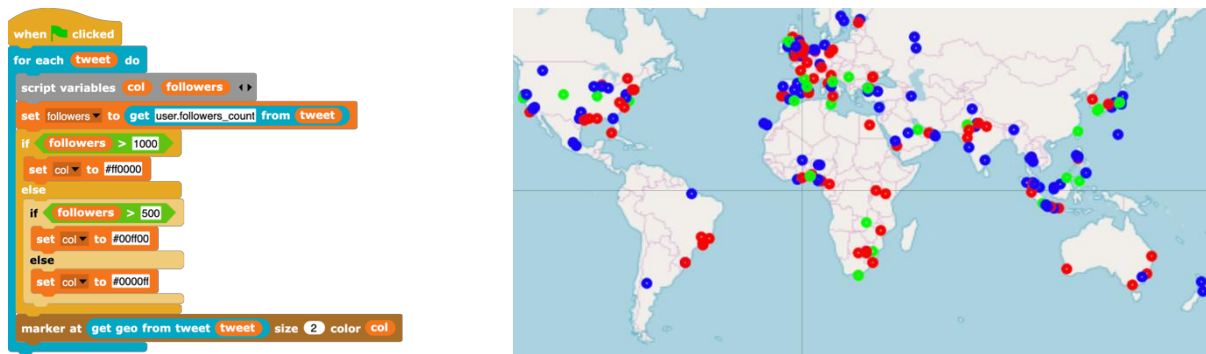 when clicked
for each tweet do
script variables col followers
set followers to get user.followers_count from tweet
if followers > 1000
set col to #ff0000
else
if followers > 500
set col to #00ff00
else
set col to #0000ff
marker at get geo from tweet tweet size 2 color col